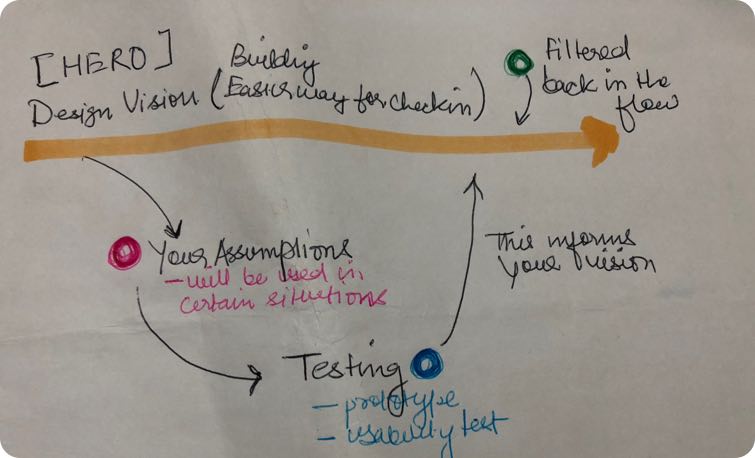 [HERO]
Design Vision (Building
Easier way for checkin)
Filtered
back in the
flow
Your Assumptions
- will be used in
certain situations
This informs
your vision
Testing
- prototype
- usability test